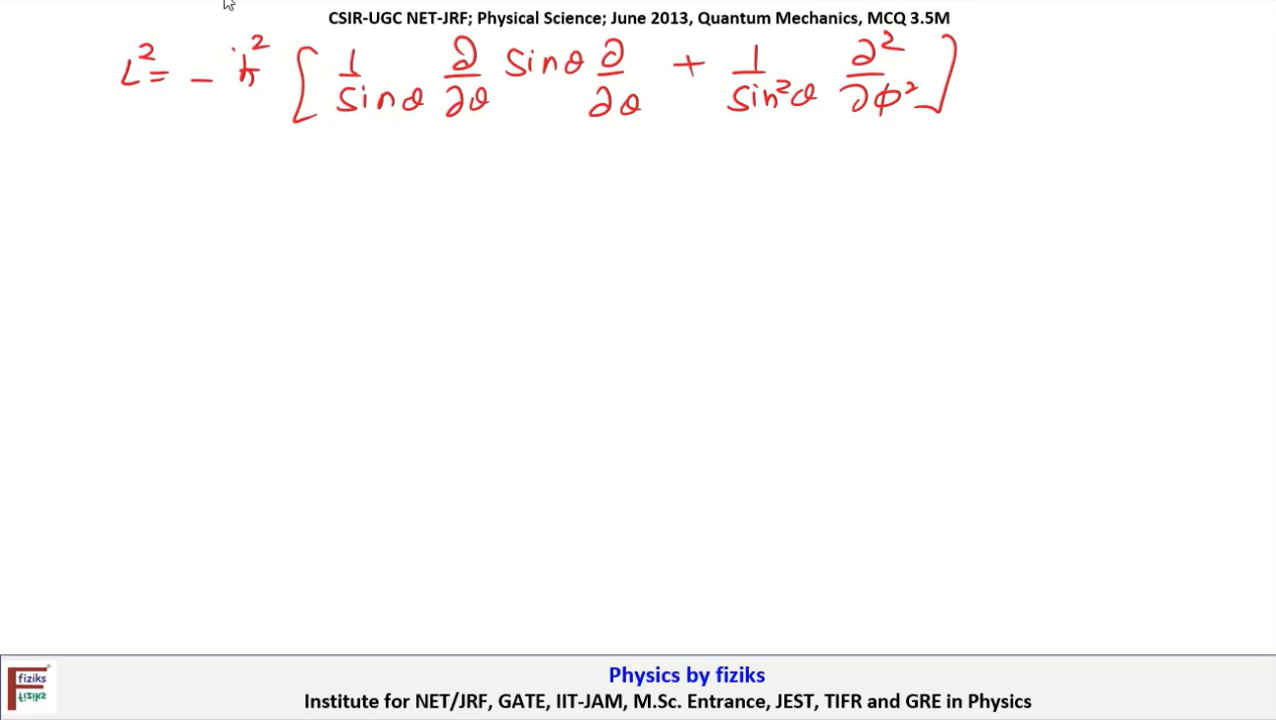 CSIR-UGC NET-JRF; Physical Science; June 2013, Quantum Mechanics, MCQ 3.5M
L² = - ħ² [ 1/sinθ ∂/∂θ sinθ ∂/∂θ + 1/sin²θ ∂²/∂φ² ]
fiziks
Physics by fiziks
Institute for NET/JRF, GATE, IIT-JAM, M.Sc. Entrance, JEST, TIFR and GRE in Physics